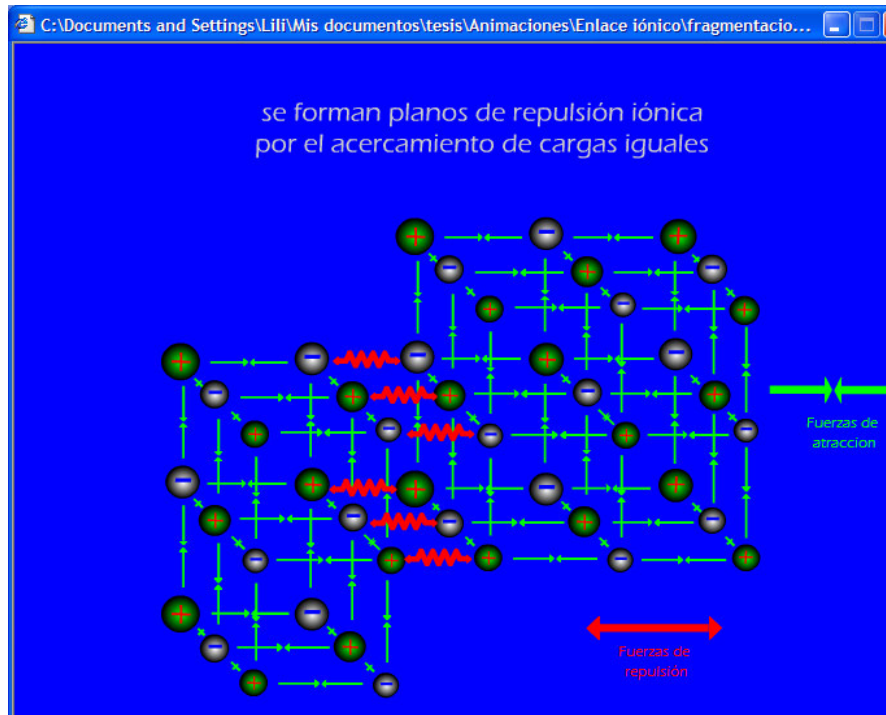 C:\Documents and Settings\Lili\Mis documentos\tesis\Animaciones\Enlace iónico\fragmentacio...
se forman planos de repulsión iónica
por el acercamiento de cargas iguales
Fuerzas de
atraccion
Fuerzas de
repulsión